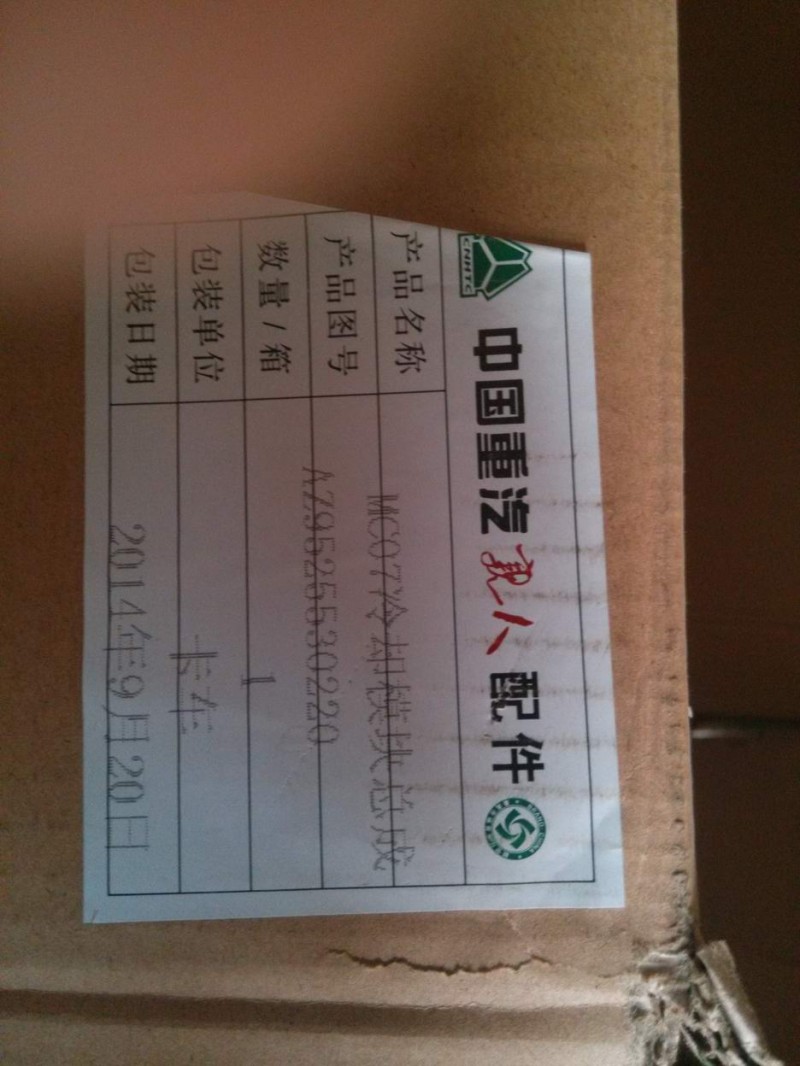 CNHTC
中国重汽亲人配件
产品名称 MC07冷却模块总成
产品图号 AZ9525530220
数量/箱 1
包装单位 卡车
包装日期 2014年9月20日